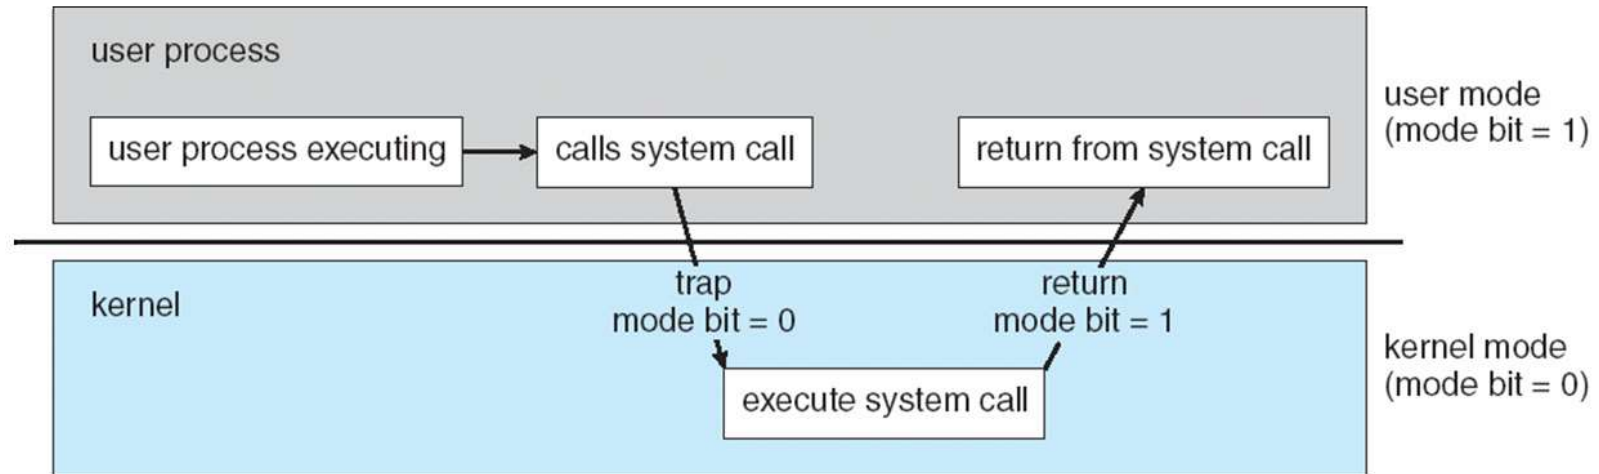 user process
user process executing
calls system call
return from system call
user mode
(mode bit = 1)
kernel
trap
mode bit = 0
return
mode bit = 1
execute system call
kernel mode
(mode bit = 0)